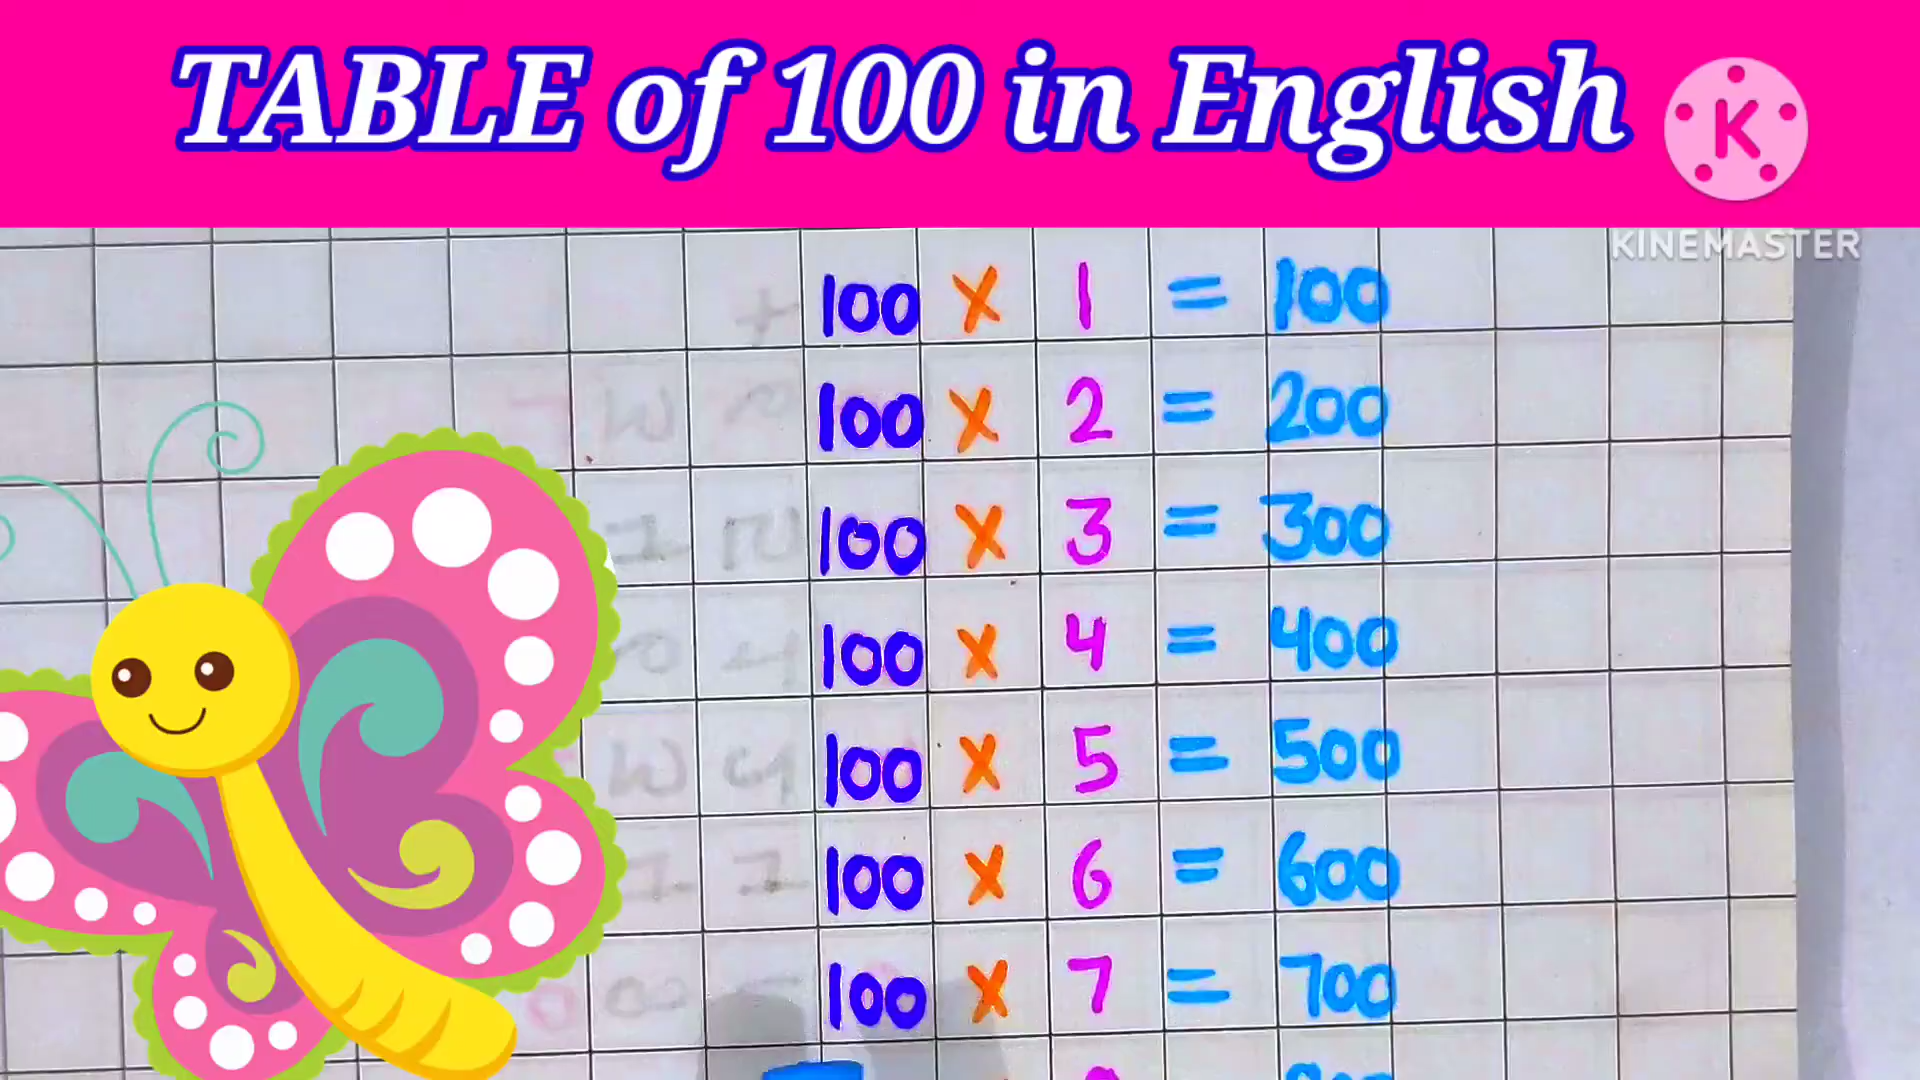 TABLE of 100 in English
K
KINEMASTER
100 × 1 = 100
100 × 2 = 200
100 × 3 = 300
100 × 4 = 400
100 × 5 = 500
100 × 6 = 600
100 × 7 = 700